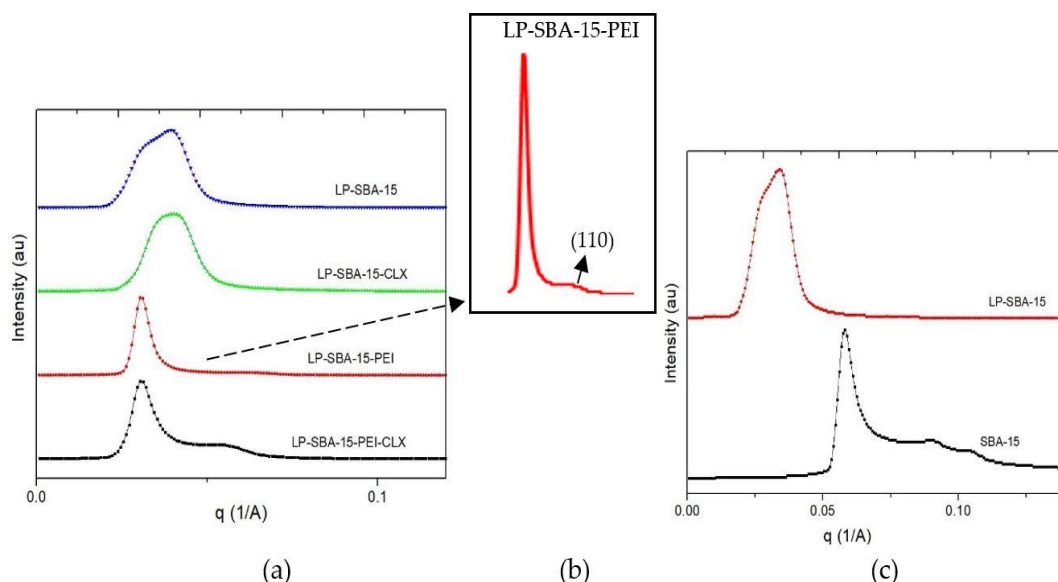 LP-SBA-15-PEI
(110)
LP-SBA-15
LP-SBA-15-CLX
LP-SBA-15-PEI
LP-SBA-15-PEI-CLX
Intensity (au)
0.0
0.1
q (1/A)
LP-SBA-15
SBA-15
Intensity (au)
0.00
0.05
0.10
q (1/A)
(a)
(b)
(c)